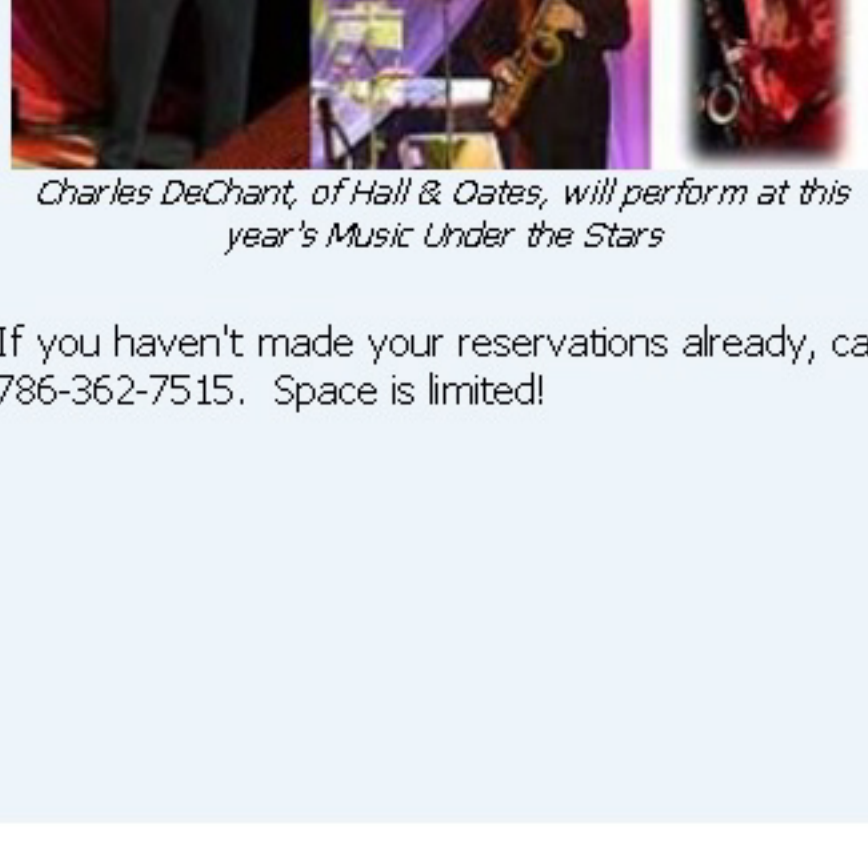 Charles DeChant, of Hall & Oates, will perform at this
year's Music Under the Stars
If you haven't made your reservations already, ca
786-362-7515. Space is limited!